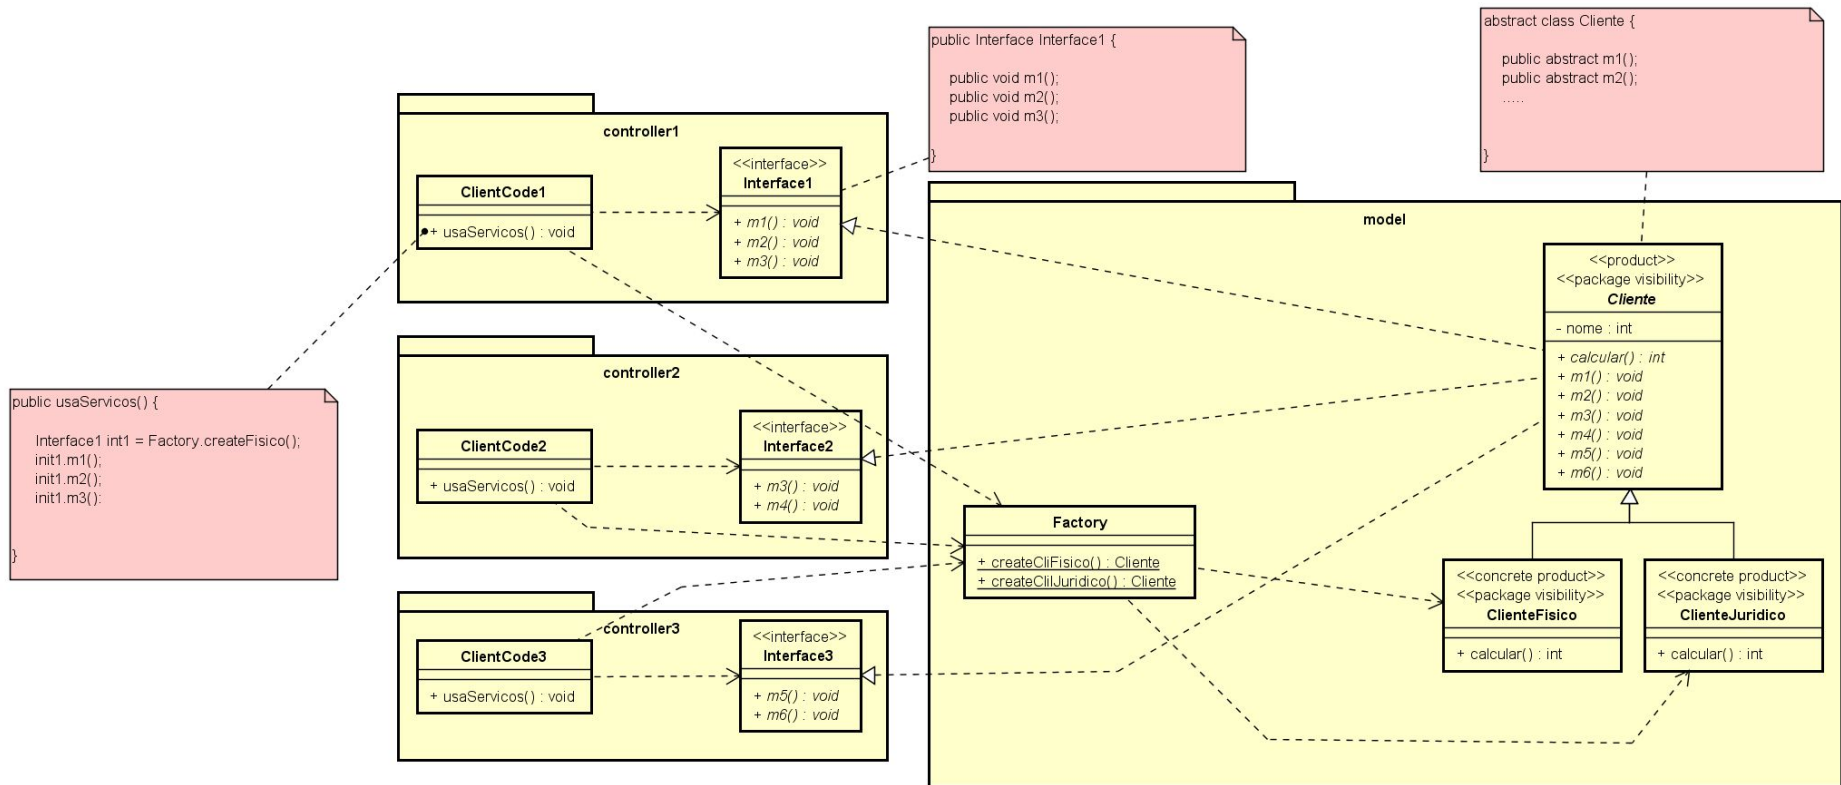 public Interface Interface1 {
public void m1();
public void m2();
public void m3();
}
abstract class Cliente {
public abstract m1();
public abstract m2();
.....
}
controller1
ClientCode1
+ usaServicos() : void
<<interface>>
Interface1
+ m1() : void
+ m2() : void
+ m3() : void
public usaServicos() {
Interface1 int1 = Factory.createFisico();
init1.m1();
init1.m2();
init1.m3():
}
controller2
ClientCode2
+ usaServicos() : void
<<interface>>
Interface2
+ m3() : void
+ m4() : void
controller3
ClientCode3
+ usaServicos() : void
<<interface>>
Interface3
+ m5() : void
+ m6() : void
model
<<product>>
<<package visibility>>
Cliente
- nome : int
+ calcular() : int
+ m1() : void
+ m2() : void
+ m3() : void
+ m4() : void
+ m5() : void
+ m6() : void
Factory
+ createCliFisico() : Cliente
+ createClilJuridico() : Cliente
<<concrete product>>
<<package visibility>>
ClienteFisico
+ calcular() : int
<<concrete product>>
<<package visibility>>
ClienteJuridico
+ calcular() : int